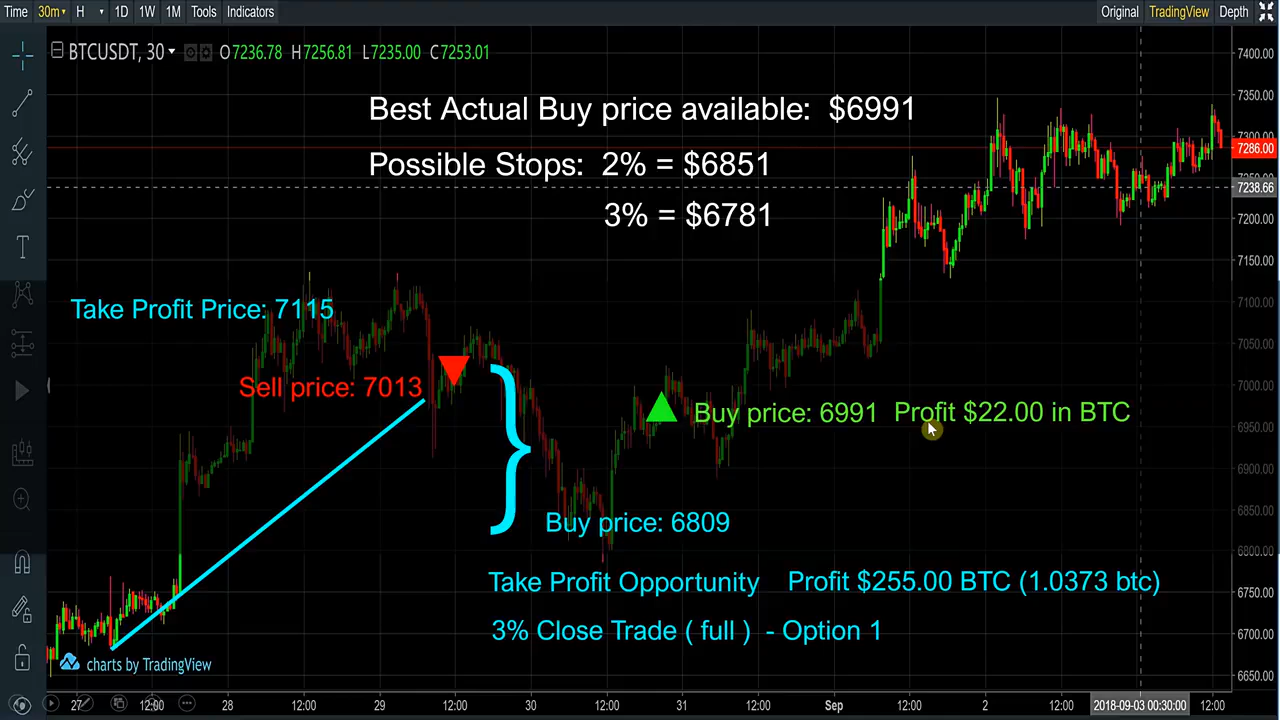 Time 30m H 1D 1W 1M Tools Indicators Original TradingView Depth
BTCUSDT, 30 O7236.78 H7256.81 L7235.00 C7253.01
Best Actual Buy price available: $6991
Possible Stops: 2% = $6851
3% = $6781
Take Profit Price: 7115
Sell price: 7013
Buy price: 6991 Profit $22.00 in BTC
Buy price: 6809
Take Profit Opportunity Profit $255.00 BTC (1.0373 btc)
3% Close Trade ( full ) - Option 1
charts by TradingView
7400.00
7350.00
7300.00
7286.00
7238.66
7200.00
7150.00
7100.00
7050.00
7000.00
6950.00
6900.00
6850.00
6800.00
6750.00
6700.00
6650.00
27 12:00 28 12:00 29 12:00 30 12:00 31 12:00 Sep 12:00 2 12:00 2018-09-03 00:30:00 12:00